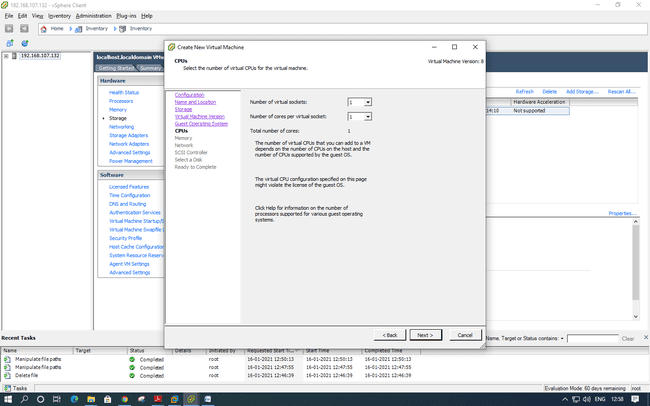 192.168.107.132 - vSphere Client
File Edit View Inventory Administration Plug-ins Help
Home Inventory Inventory
192.168.107.132
localhost.localdomain VMw
Getting Started Summary
Hardware
Health Status
Processors
Memory
Storage
Networking
Storage Adapters
Network Adapters
Advanced Settings
Power Management
Software
Licensed Features
Time Configuration
DNS and Routing
Authentication Services
Virtual Machine Startup/S
Virtual Machine Swapfile L
Security Profile
Host Cache Configuration
System Resource Reserv
Agent VM Settings
Advanced Settings
Create New Virtual Machine
CPUs
Select the number of virtual CPUs for the virtual machine.
Virtual Machine Version: 8
Configuration
Name and Location
Storage
Virtual Machine Version
Guest Operating System
CPUs
Memory
Network
SCSI Controller
Select a Disk
Ready to Complete
Number of virtual sockets: 1
Number of cores per virtual socket: 1
Total number of cores: 1
The number of virtual CPUs that you can add to a VM
depends on the number of CPUs on the host and the
number of CPUs supported by the guest OS.
The virtual CPU configuration specified on this page
might violate the license of the guest OS.
Click Help for information on the number of
processors supported for various guest operating
systems.
< Back Next > Cancel
Refresh Delete Add Storage... Rescan All...
Hardware Acceleration
Not supported
Properties...
Recent Tasks
Name, Target or Status contains: Clear
Name Target Status Details Initiated by Requested Start Ti... Start Time Completed Time
Manipulate file paths Completed root 16-01-2021 12:50:13 16-01-2021 12:50:13 16-01-2021 12:50:13
Manipulate file paths Completed root 16-01-2021 12:47:55 16-01-2021 12:47:55 16-01-2021 12:47:55
Delete file Completed root 16-01-2021 12:46:39 16-01-2021 12:46:39 16-01-2021 12:46:39
Tasks Evaluation Mode: 60 days remaining root
ENG 12:58